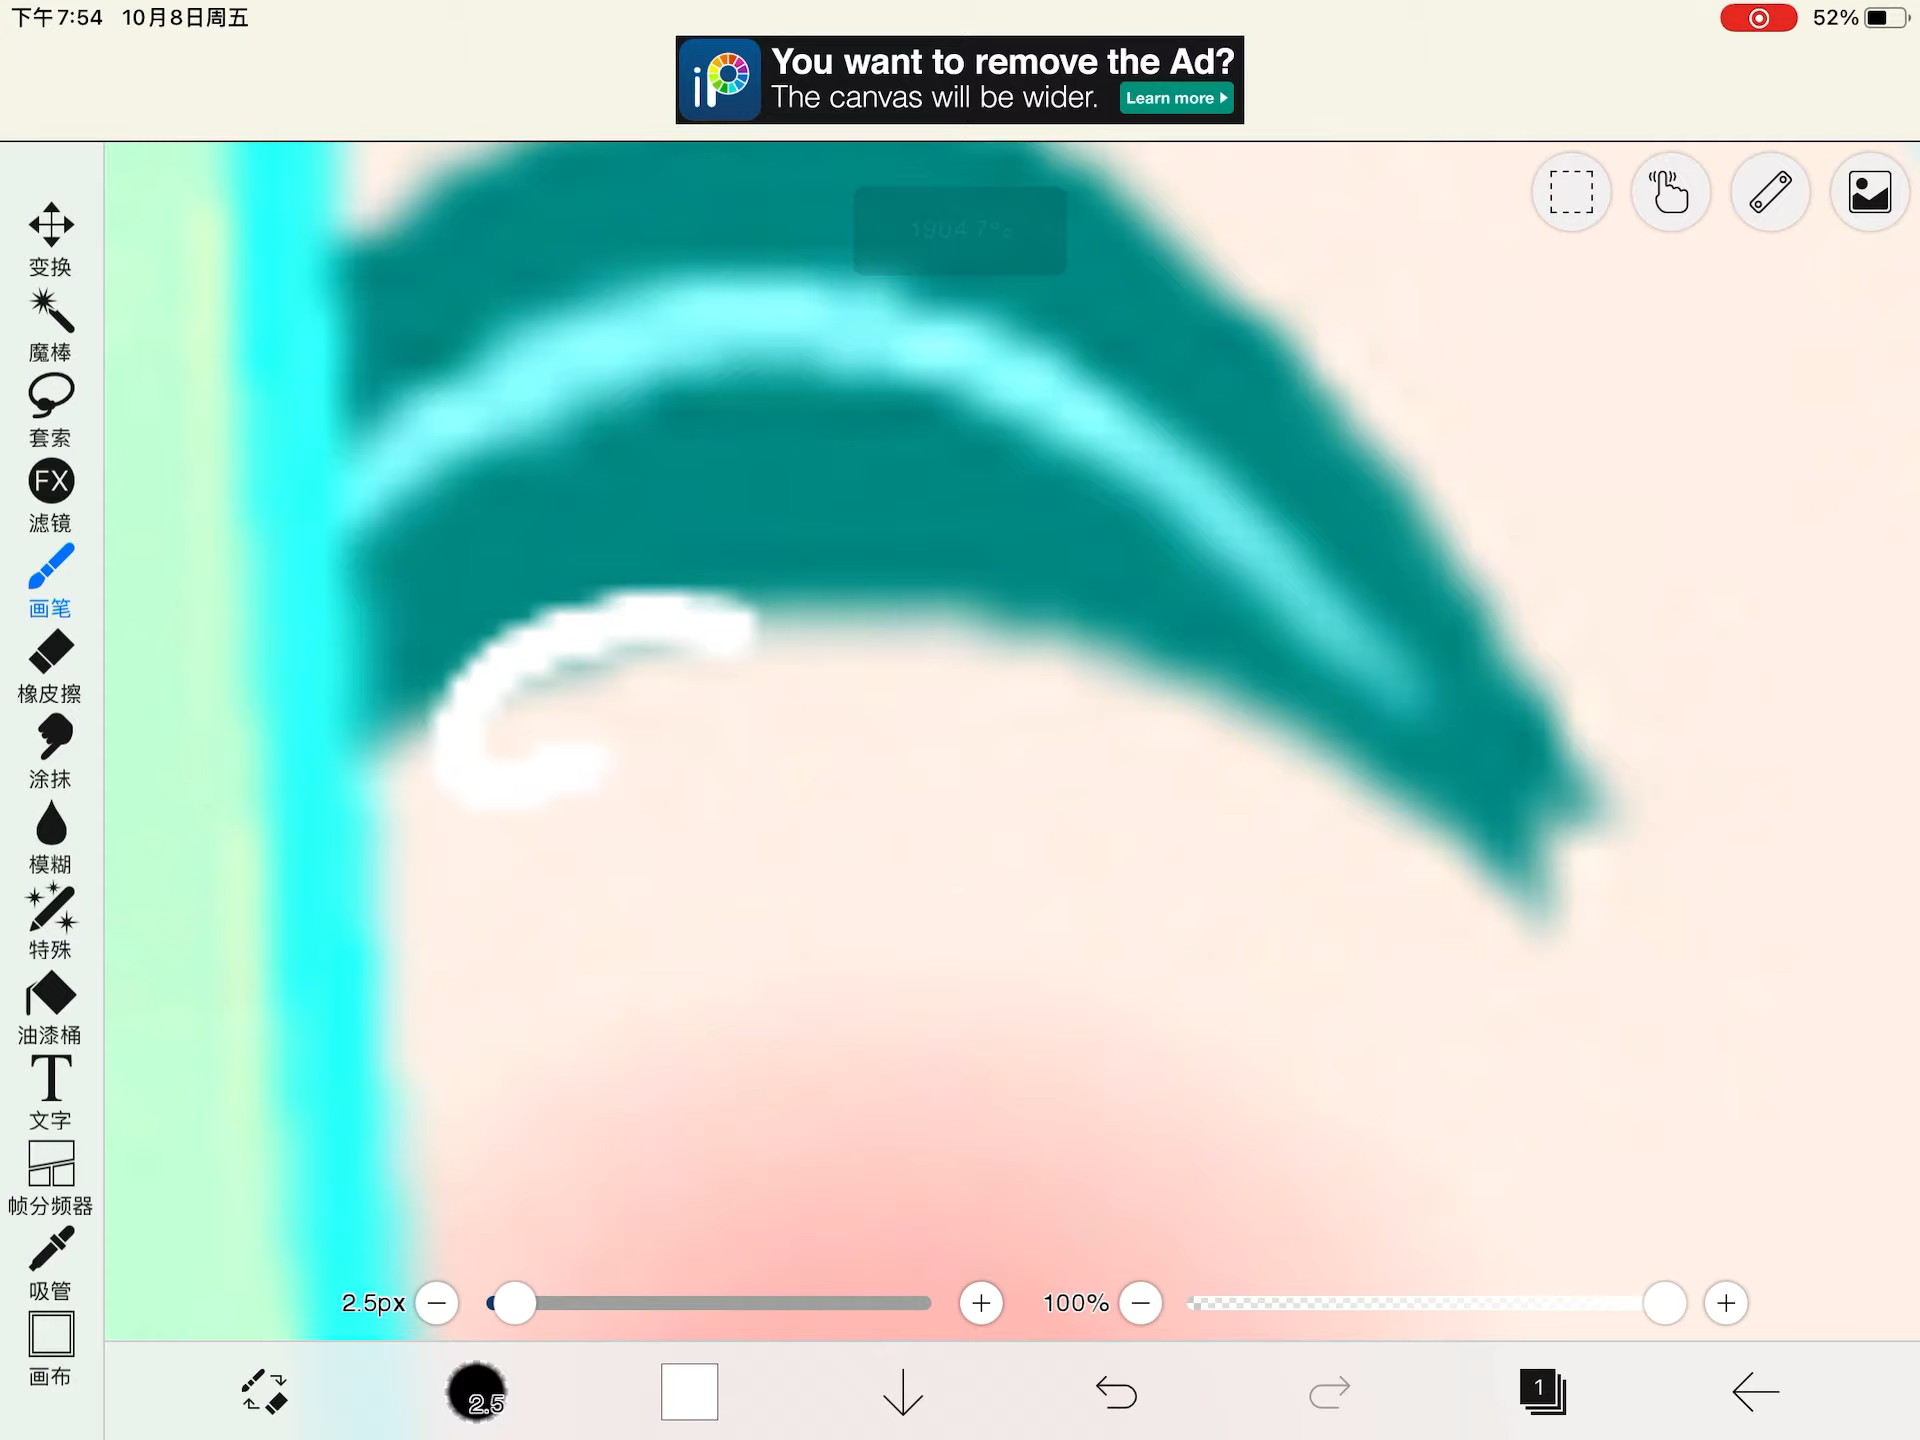 下午7:54 10月8日周五
52%
iP
You want to remove the Ad?
The canvas will be wider.
Learn more
变换
魔棒
套索
FX
滤镜
画笔
橡皮擦
涂抹
模糊
特殊
油漆桶
T
文字
帧分频器
吸管
画布
2.5px
100%
2.5
1